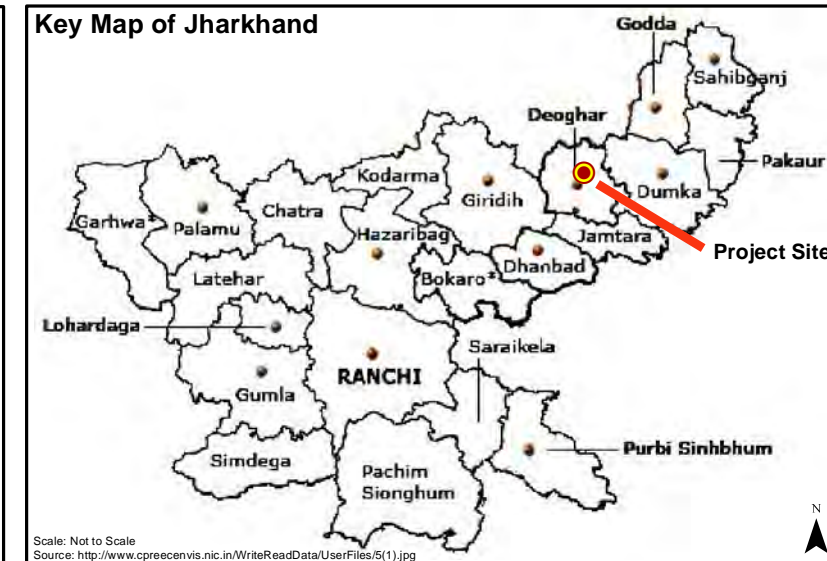 Key Map of Jharkhand
Godda
Sahibganj
Deoghar
Pakaur
Kodarma
Giridih
Dumka
Garhwa*
Palamu
Chatra
Hazaribag
Jamtara
Project Site
Latehar
Bokaro*
Dhanbad
Lohardaga
Saraikela
RANCHI
Gumla
Purbi Sinhbhum
Simdega
Pachim
Sionghum
N
Scale: Not to Scale
Source: http://www.cpreecenvis.nic.in/WriteReadData/UserFiles/5(1).jpg